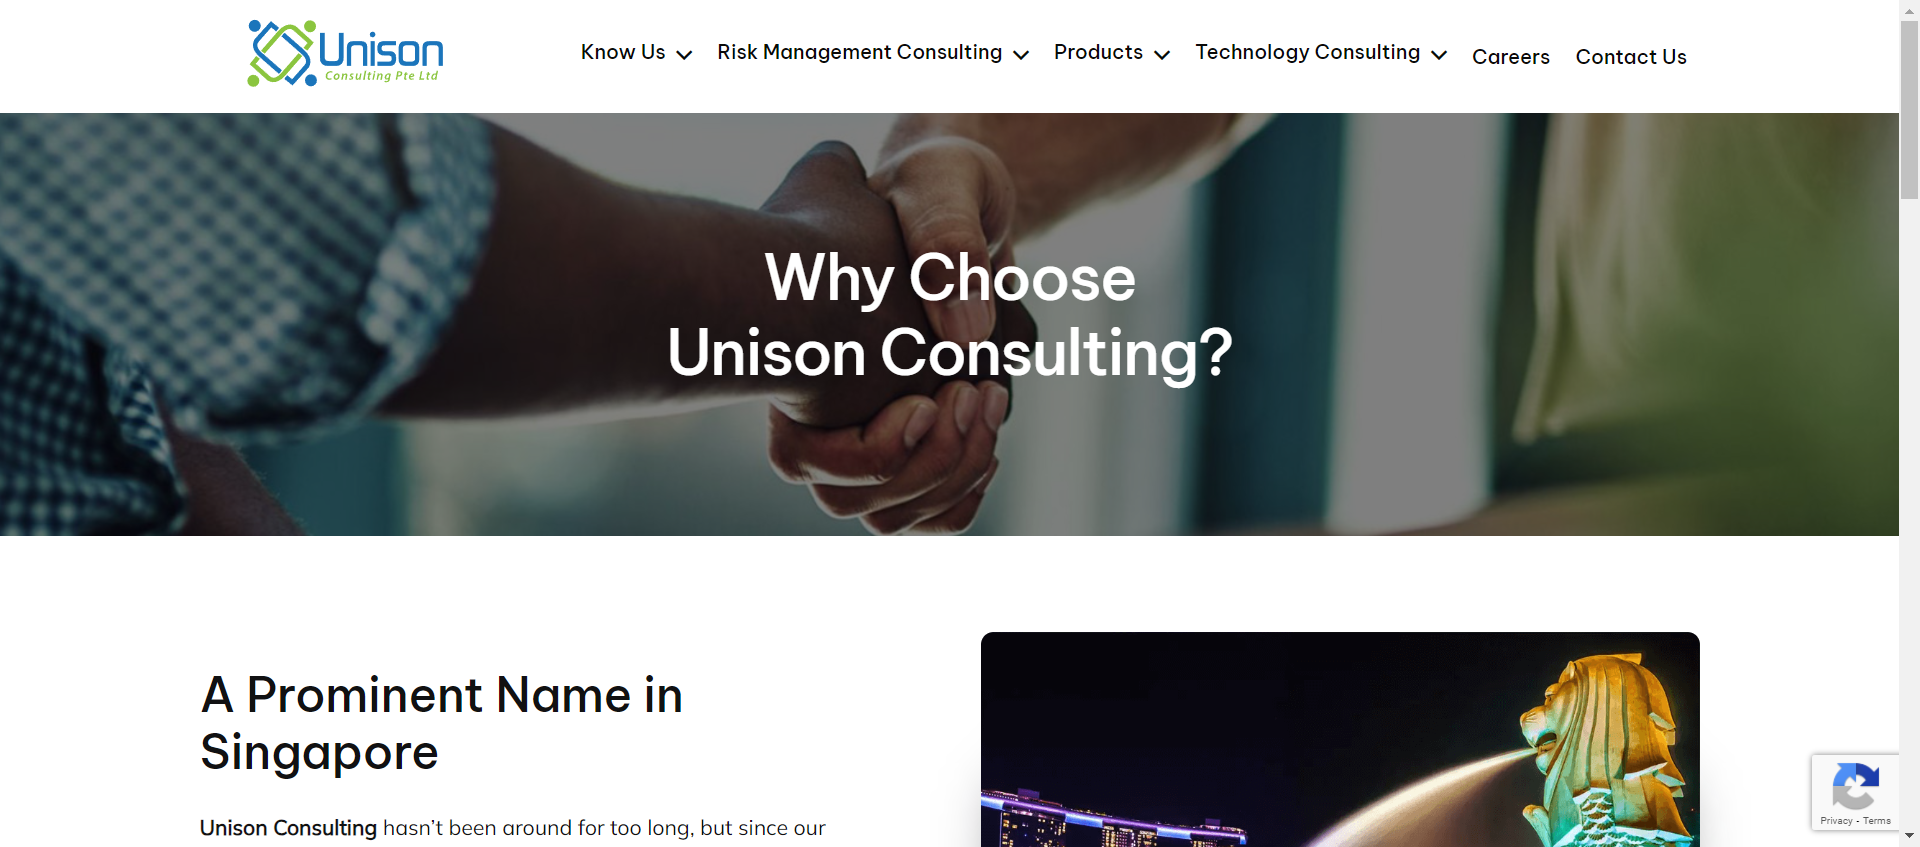 Unison
Consulting Pte Ltd
Know Us
Risk Management Consulting
Products
Technology Consulting
Careers
Contact Us
Why Choose
Unison Consulting?
A Prominent Name in
Singapore
Unison Consulting hasn’t been around for too long, but since our
Privacy - Terms